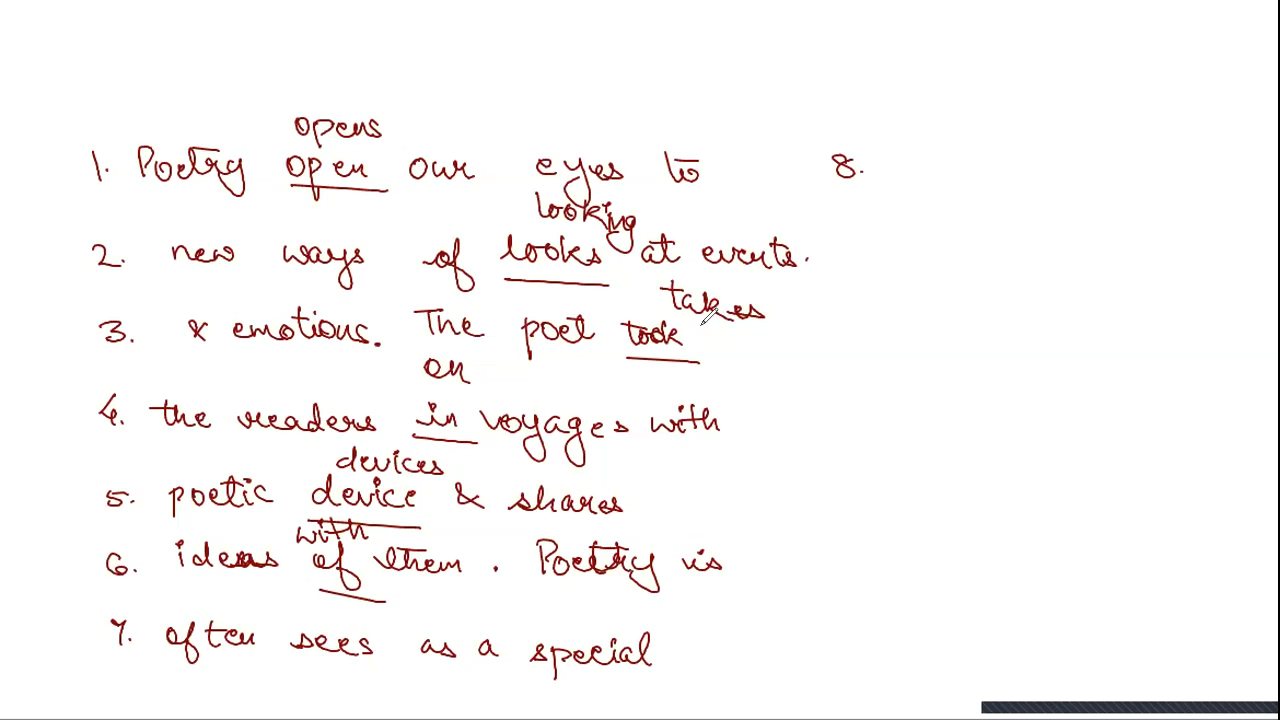 opens
1. Poetry open our eyes to
looking
2. new ways of looks at events.
takes
3. & emotions. The poet took
on
4. the readers in voyages with
devices
5. poetic device & shares
with
6. ideas of them. Poettry is
7. often sees as a special
8.